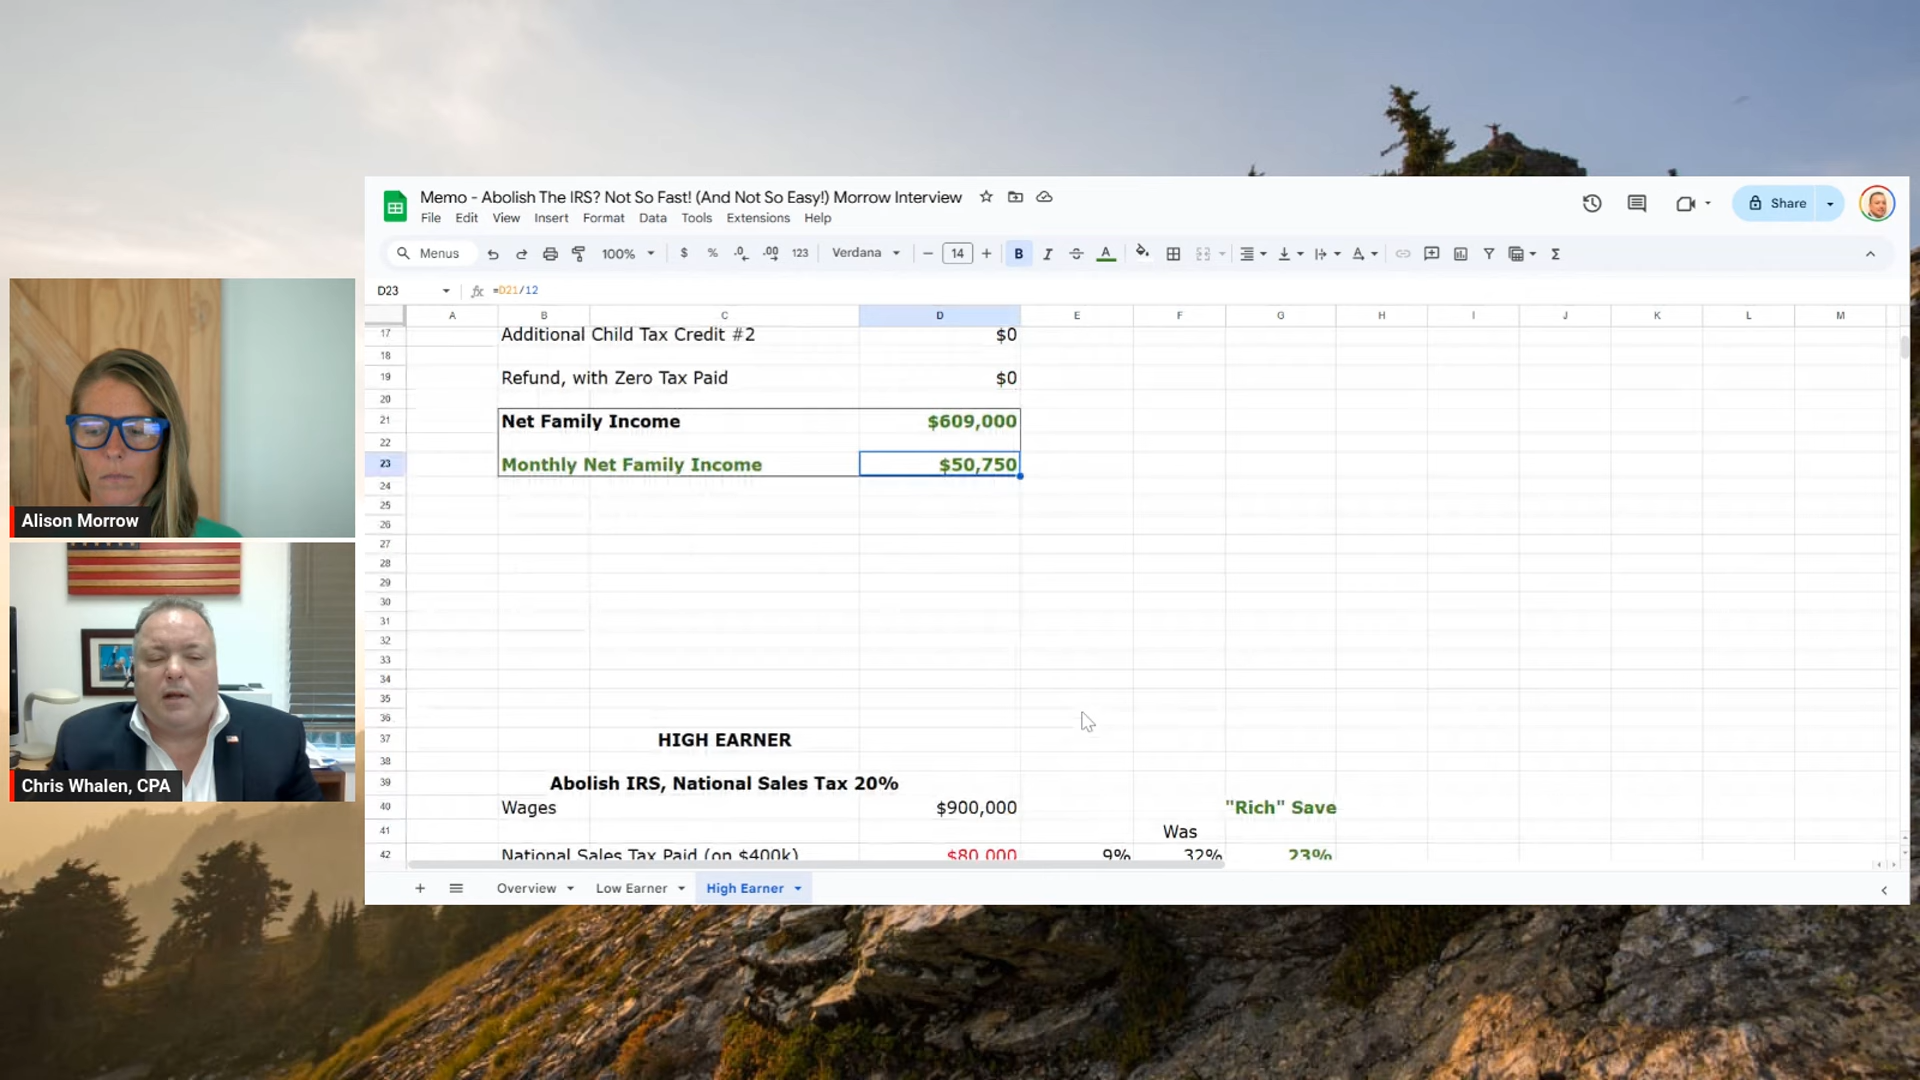 Memo - Abolish The IRS? Not So Fast! (And Not So Easy!) Morrow Interview
File Edit View Insert Format Data Tools Extensions Help
Share
Menus 100% $ % .0 .00 123 Verdana - 14 + B I S A Σ
D23 fx =D21/12
A B C D E F G H I J K L M
17 Additional Child Tax Credit #2 $0
18
19 Refund, with Zero Tax Paid $0
20
21 Net Family Income $609,000
22
23 Monthly Net Family Income $50,750
24
25
26
27
28
29
30
31
32
33
34
35
36
37 HIGH EARNER
38
39 Abolish IRS, National Sales Tax 20%
40 Wages $900,000 "Rich" Save
41 Was
42 National Sales Tax Paid (on $400k) $80,000 9% 32% 23%
+ Overview Low Earner High Earner
Alison Morrow
Chris Whalen, CPA